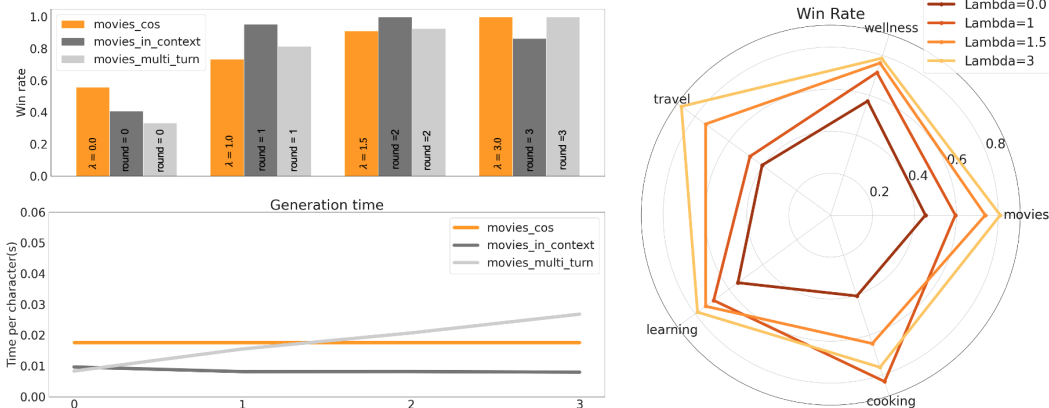 Win rate
1.0
0.8
0.6
0.4
0.2
0.0
movies_cos
movies_in_context
movies_multi_turn
λ = 0.0
round = 0
round = 0
λ = 1.0
round = 1
round = 1
λ = 1.5
round =2
round =2
λ = 3.0
round = 3
round =3
Generation time
Time per character(s)
0.06
0.05
0.04
0.03
0.02
0.01
0.00
0
1
2
3
movies_cos
movies_in_context
movies_multi_turn
Win Rate
Lambda=0.0
Lambda=1
Lambda=1.5
Lambda=3
wellness
travel
movies
learning
cooking
0.2
0.4
0.6
0.8